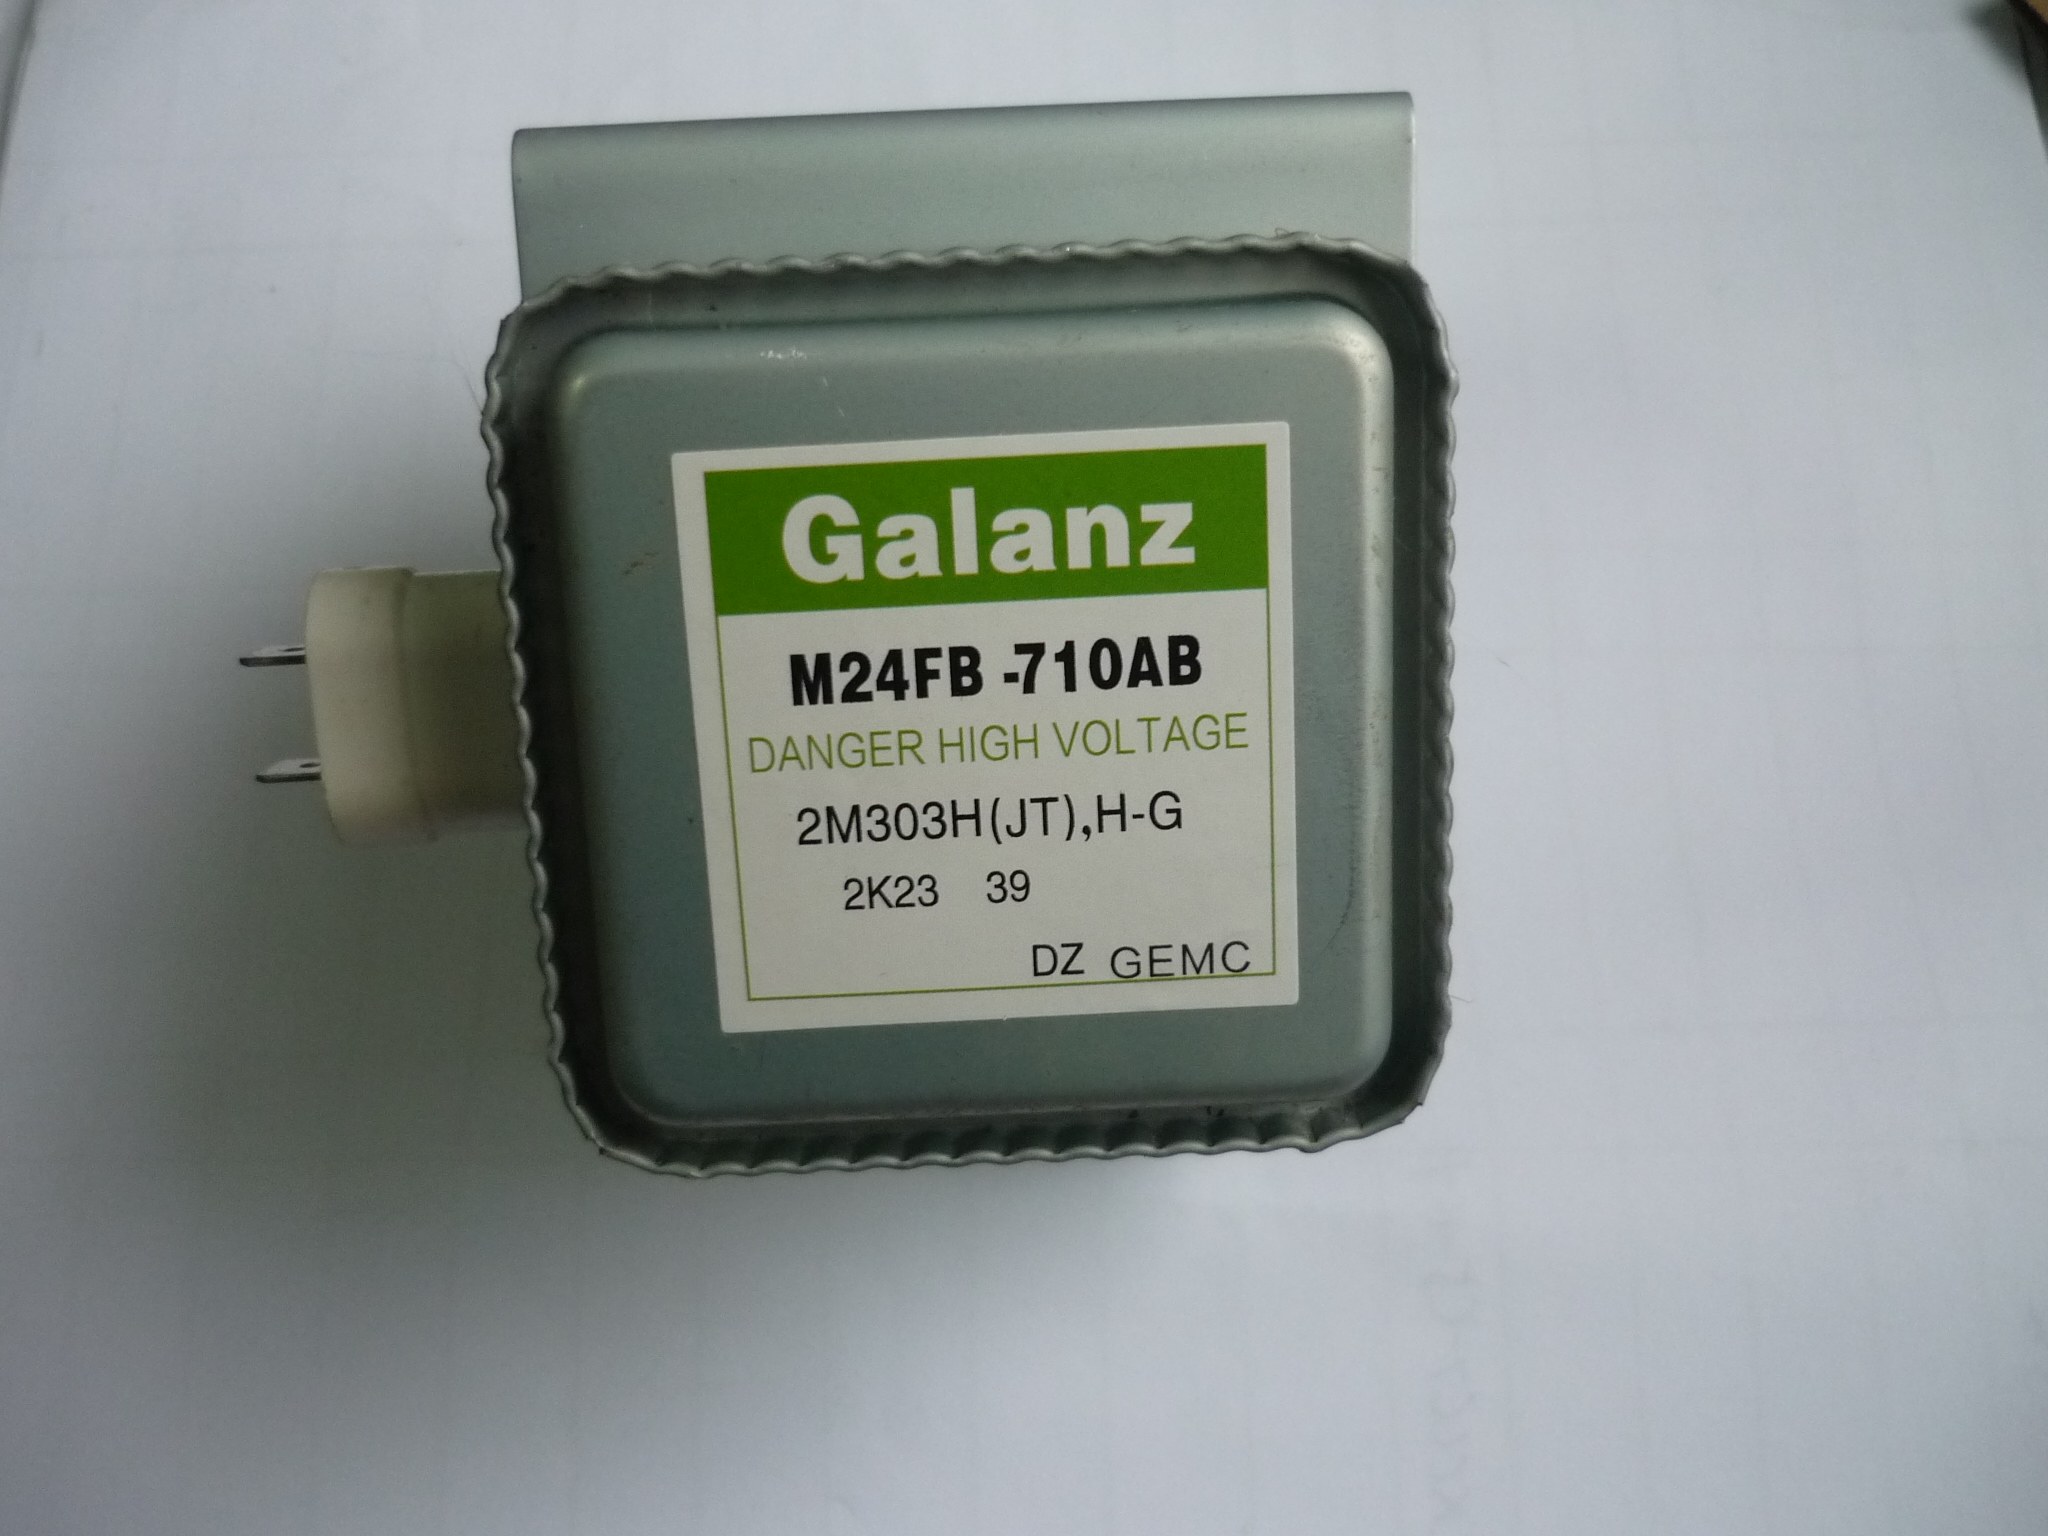 Galanz
M24FB -710AB
DANGER HIGH VOLTAGE
2M303H(JT),H-G
2K23 39
DZ GEMC